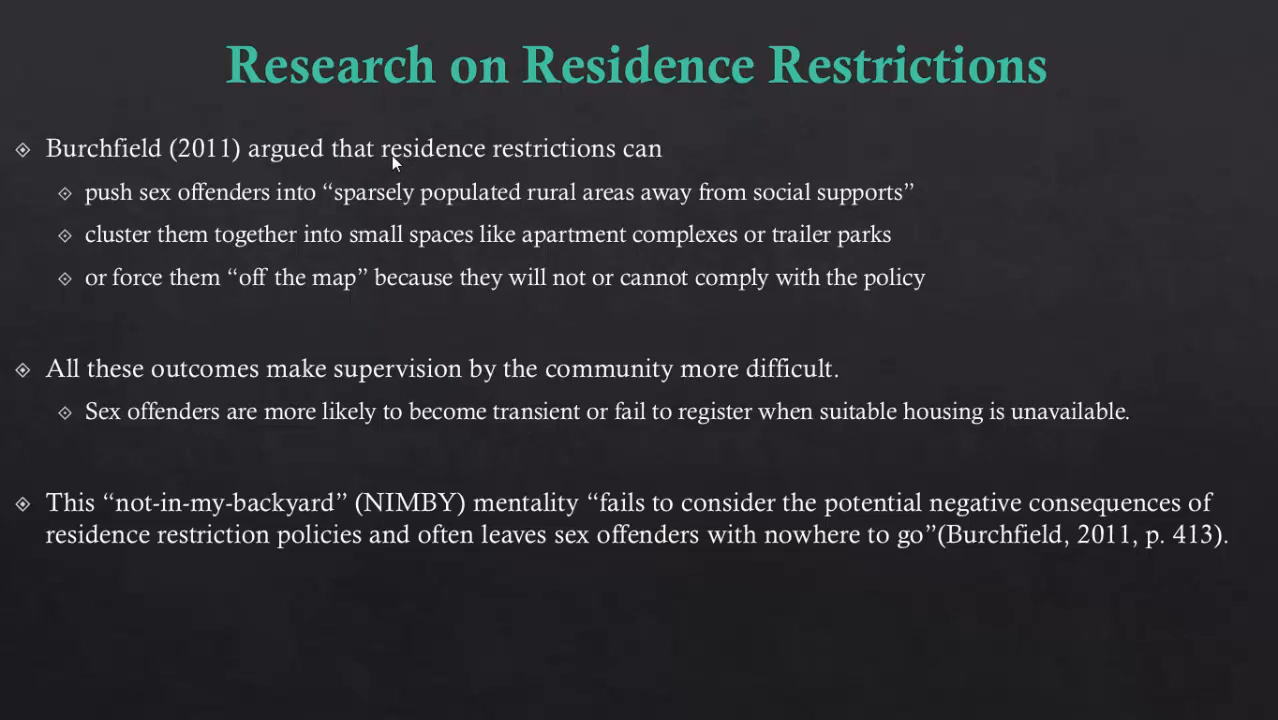 Research on Residence Restrictions
Burchfield (2011) argued that residence restrictions can
push sex offenders into “sparsely populated rural areas away from social supports”
cluster them together into small spaces like apartment complexes or trailer parks
or force them “off the map” because they will not or cannot comply with the policy
All these outcomes make supervision by the community more difficult.
Sex offenders are more likely to become transient or fail to register when suitable housing is unavailable.
This “not-in-my-backyard” (NIMBY) mentality “fails to consider the potential negative consequences of
residence restriction policies and often leaves sex offenders with nowhere to go”(Burchfield, 2011, p. 413).